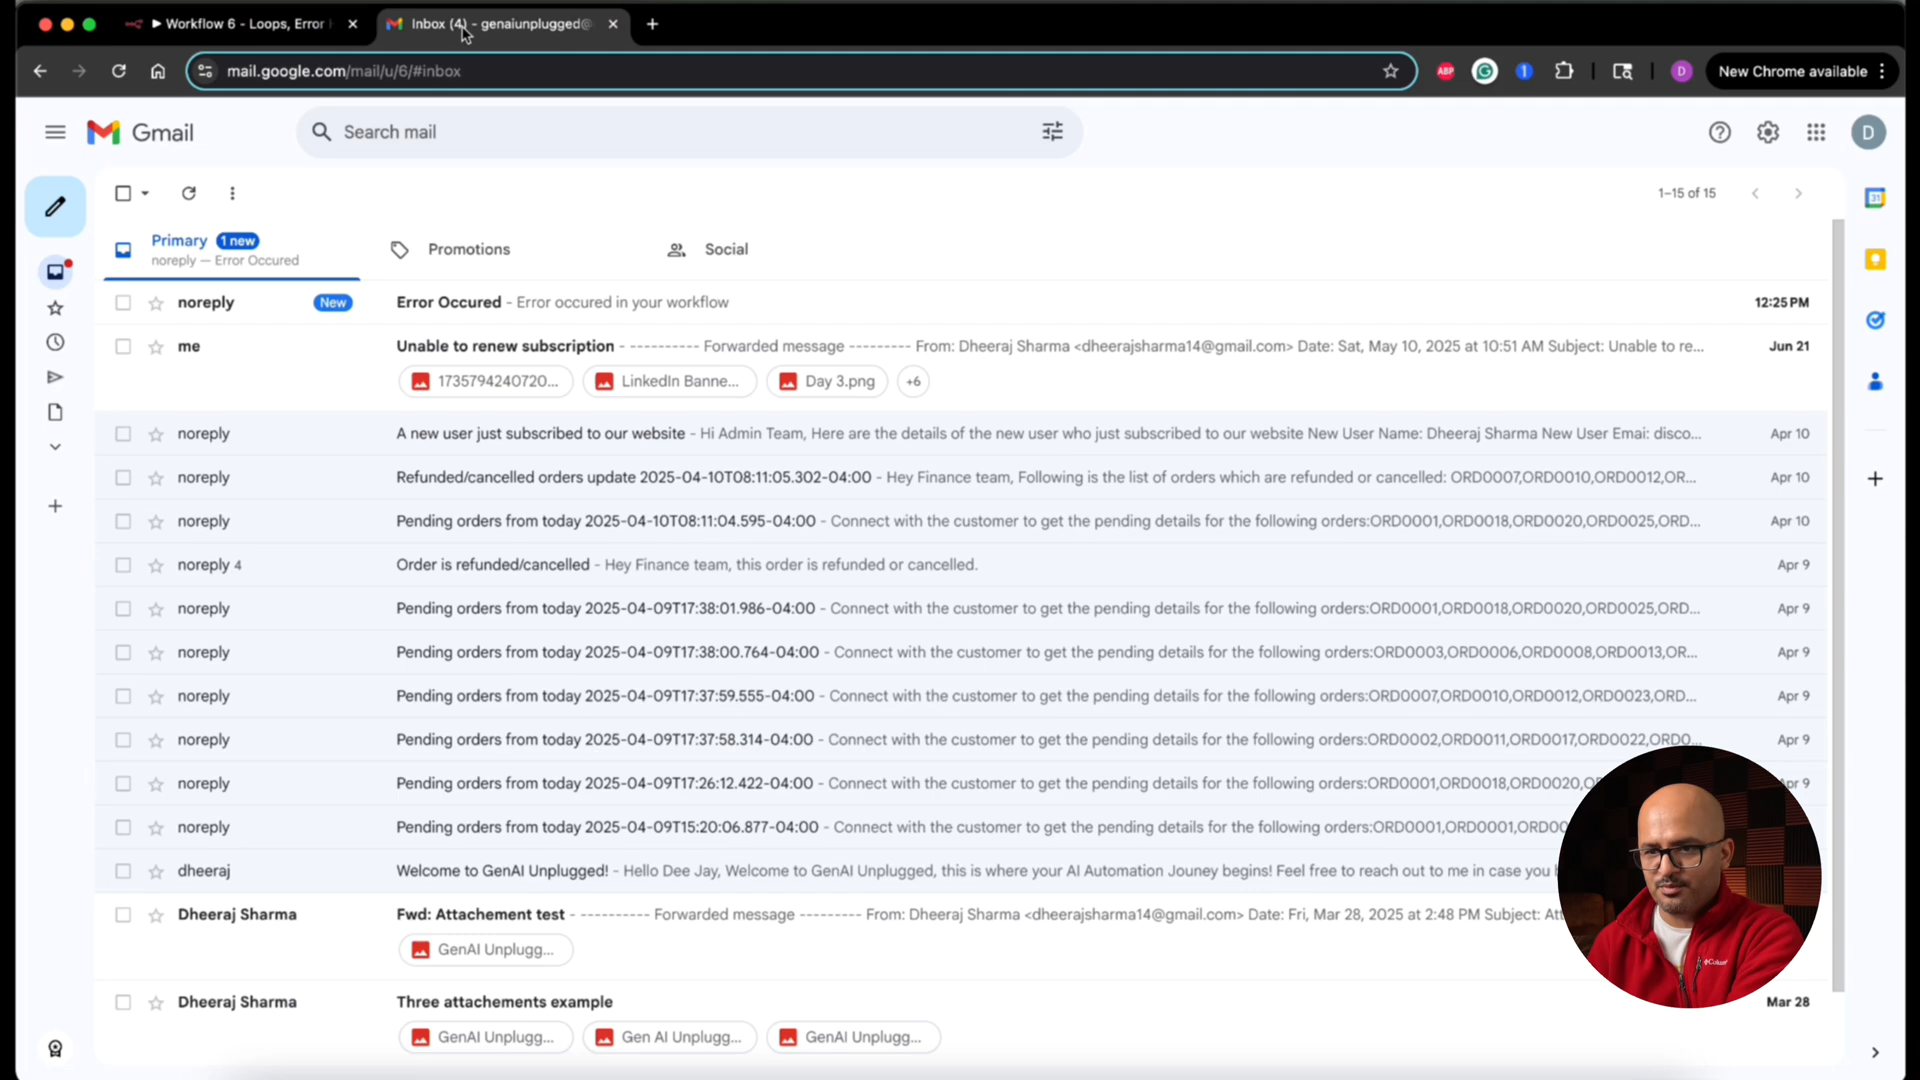 ▶ Workflow 6 - Loops, Error
Inbox (4) - genaiunplugged@
mail.google.com/mail/u/6/#inbox
ABP
1
D
New Chrome available
Gmail
Search mail
D
1–15 of 15
31
Primary 1 new
noreply — Error Occured
Promotions
Social
noreply New Error Occured - Error occured in your workflow 12:25 PM
me Unable to renew subscription - ---------- Forwarded message --------- From: Dheeraj Sharma <dheerajsharma14@gmail.com> Date: Sat, May 10, 2025 at 10:51 AM Subject: Unable to re... Jun 21
1735794240720... LinkedIn Banne... Day 3.png +6
noreply A new user just subscribed to our website - Hi Admin Team, Here are the details of the new user who just subscribed to our website New User Name: Dheeraj Sharma New User Emai: disco... Apr 10
noreply Refunded/cancelled orders update 2025-04-10T08:11:05.302-04:00 - Hey Finance team, Following is the list of orders which are refunded or cancelled: ORD0007,ORD0010,ORD0012,OR... Apr 10
noreply Pending orders from today 2025-04-10T08:11:04.595-04:00 - Connect with the customer to get the pending details for the following orders:ORD0001,ORD0018,ORD0020,ORD0025,ORD... Apr 10
noreply 4 Order is refunded/cancelled - Hey Finance team, this order is refunded or cancelled. Apr 9
noreply Pending orders from today 2025-04-09T17:38:01.986-04:00 - Connect with the customer to get the pending details for the following orders:ORD0001,ORD0018,ORD0020,ORD0025,ORD... Apr 9
noreply Pending orders from today 2025-04-09T17:38:00.764-04:00 - Connect with the customer to get the pending details for the following orders:ORD0003,ORD0006,ORD0008,ORD0013,OR... Apr 9
noreply Pending orders from today 2025-04-09T17:37:59.555-04:00 - Connect with the customer to get the pending details for the following orders:ORD0007,ORD0010,ORD0012,ORD0023,ORD... Apr 9
noreply Pending orders from today 2025-04-09T17:37:58.314-04:00 - Connect with the customer to get the pending details for the following orders:ORD0002,ORD0011,ORD0017,ORD0022,ORD0... Apr 9
noreply Pending orders from today 2025-04-09T17:26:12.422-04:00 - Connect with the customer to get the pending details for the following orders:ORD0001,ORD0018,ORD0020, Apr 9
noreply Pending orders from today 2025-04-09T15:20:06.877-04:00 - Connect with the customer to get the pending details for the following orders:ORD0001,ORD0001,ORD00
dheeraj Welcome to GenAI Unplugged! - Hello Dee Jay, Welcome to GenAI Unplugged, this is where your AI Automation Jouney begins! Feel free to reach out to me in case you
Dheeraj Sharma Fwd: Attachement test - ---------- Forwarded message --------- From: Dheeraj Sharma <dheerajsharma14@gmail.com> Date: Fri, Mar 28, 2025 at 2:48 PM Subject: Att
GenAI Unplugg...
Columbia
Dheeraj Sharma Three attachements example Mar 28
GenAI Unplugg... Gen AI Unplugg... GenAI Unplugg...